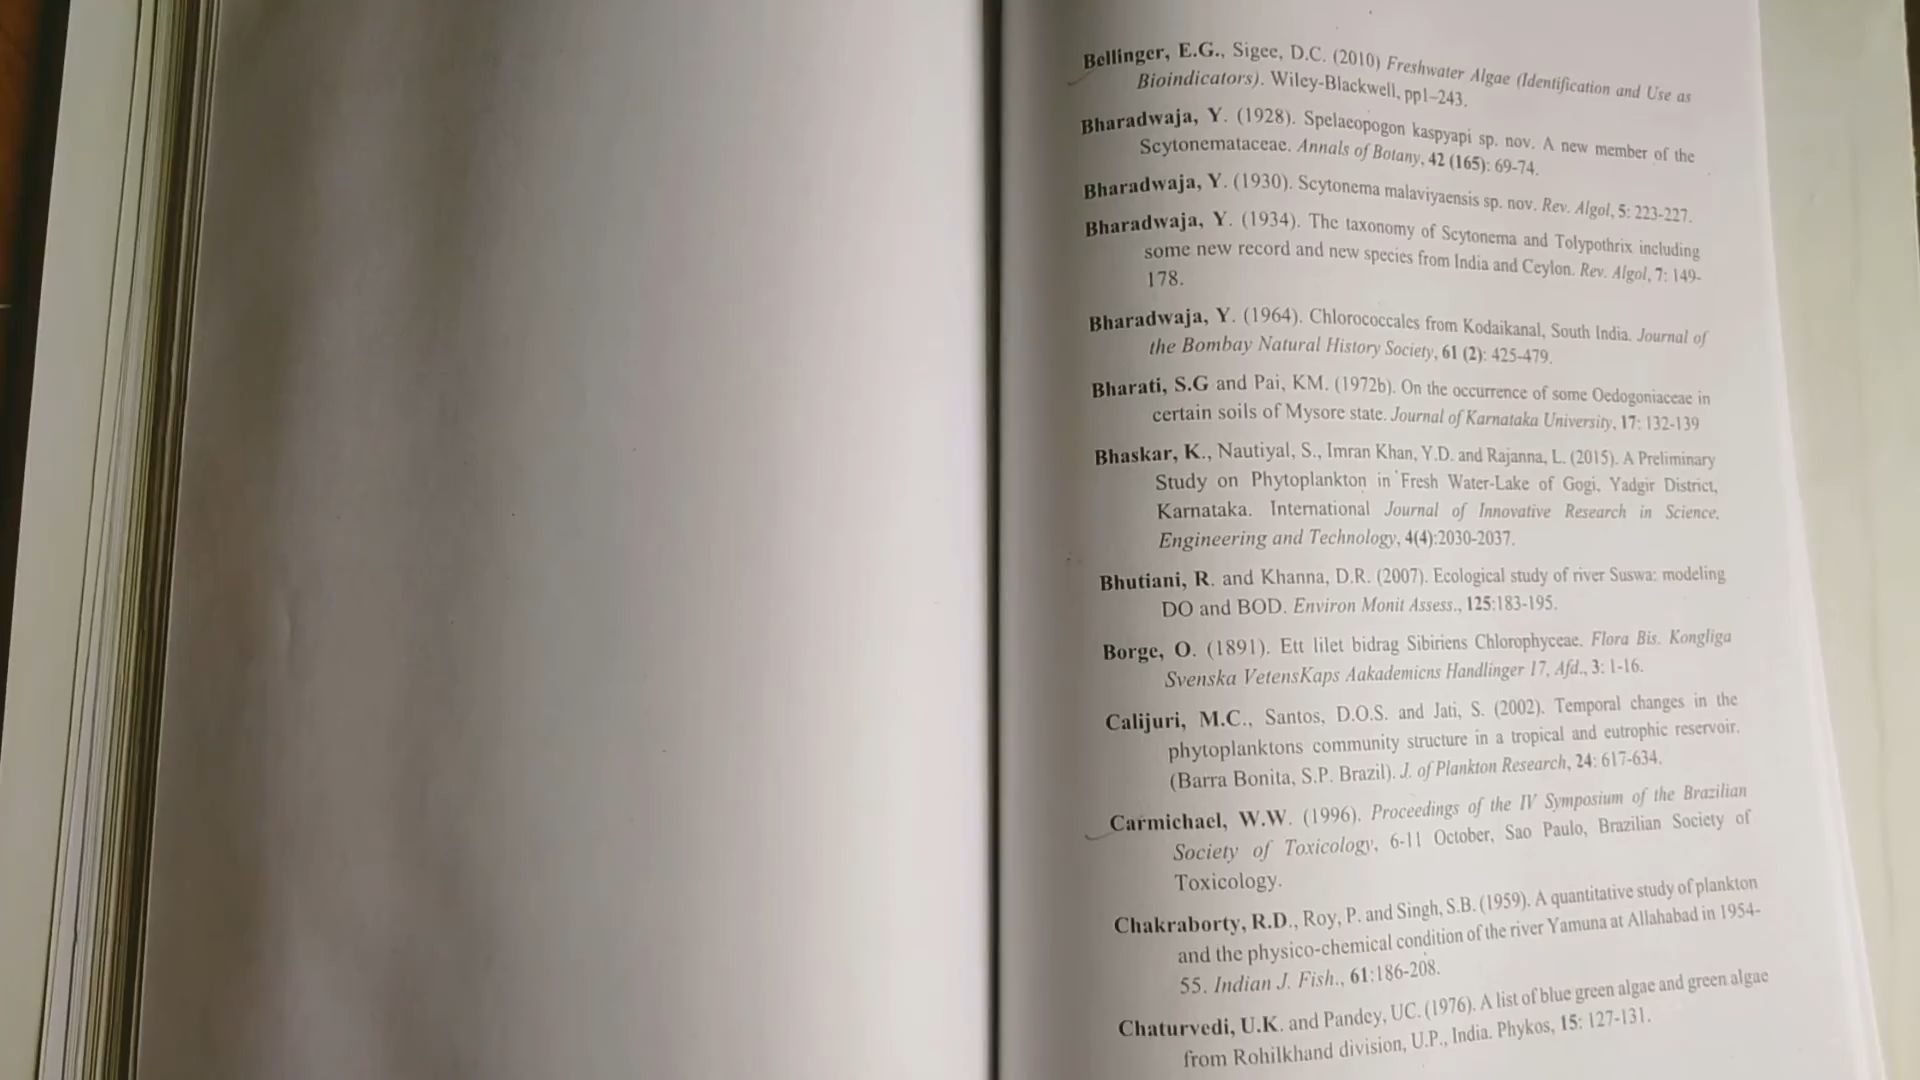 Bellinger, E.G., Sigee, D.C. (2010) Freshwater Algae (Identification and Use as
Bioindicators). Wiley-Blackwell, pp1–243.
Bharadwaja, Y. (1928). Spelaeopogon kaspyapi sp. nov. A new member of the
Scytonemataceae. Annals of Botany, 42 (165): 69-74.
Bharadwaja, Y. (1930). Scytonema malaviyaensis sp. nov. Rev. Algol, 5: 223-227.
Bharadwaja, Y. (1934). The taxonomy of Scytonema and Tolypothrix including
some new record and new species from India and Ceylon. Rev. Algol, 7: 149-
178.
Bharadwaja, Y. (1964). Chlorococcales from Kodaikanal, South India. Journal of
the Bombay Natural History Society, 61 (2): 425-479.
Bharati, S.G and Pai, KM. (1972b). On the occurrence of some Oedogoniaceae in
certain soils of Mysore state. Journal of Karnataka University, 17: 132-139
Bhaskar, K., Nautiyal, S., Imran Khan, Y.D. and Rajanna, L. (2015). A Preliminary
Study on Phytoplankton in Fresh Water-Lake of Gogi, Yadgir District,
Karnataka. International Journal of Innovative Research in Science,
Engineering and Technology, 4(4):2030-2037.
Bhutiani, R. and Khanna, D.R. (2007). Ecological study of river Suswa: modeling
DO and BOD. Environ Monit Assess., 125:183-195.
Borge, O. (1891). Ett lilet bidrag Sibiriens Chlorophyceae. Flora Bis. Kongliga
Svenska VetensKaps Aakademicns Handlinger 17, Afd., 3: 1-16.
Calijuri, M.C., Santos, D.O.S. and Jati, S. (2002). Temporal changes in the
phytoplanktons community structure in a tropical and eutrophic reservoir.
(Barra Bonita, S.P. Brazil). J. of Plankton Research, 24: 617-634.
Carmichael, W.W. (1996). Proceedings of the IV Symposium of the Brazilian
Society of Toxicology, 6-11 October, Sao Paulo, Brazilian Society of
Toxicology.
Chakraborty, R.D., Roy, P. and Singh, S.B. (1959). A quantitative study of plankton
and the physico-chemical condition of the river Yamuna at Allahabad in 1954-
55. Indian J. Fish., 61:186-208.
Chaturvedi, U.K. and Pandey, UC. (1976). A list of blue green algae and green algae
from Rohilkhand division, U.P., India. Phykos, 15: 127-131.